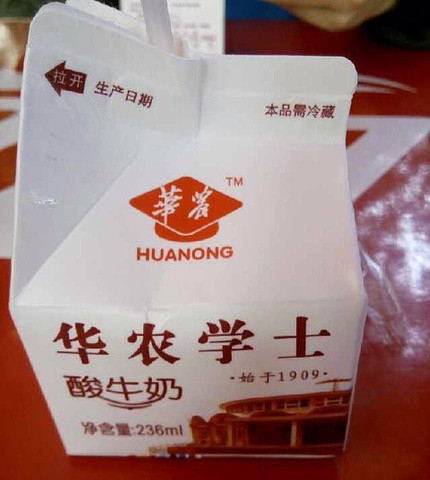 拉开
生产日期
本品需冷藏
華农
TM
HUANONG
华农学士
·始于1909·
酸牛奶
净含量:236ml